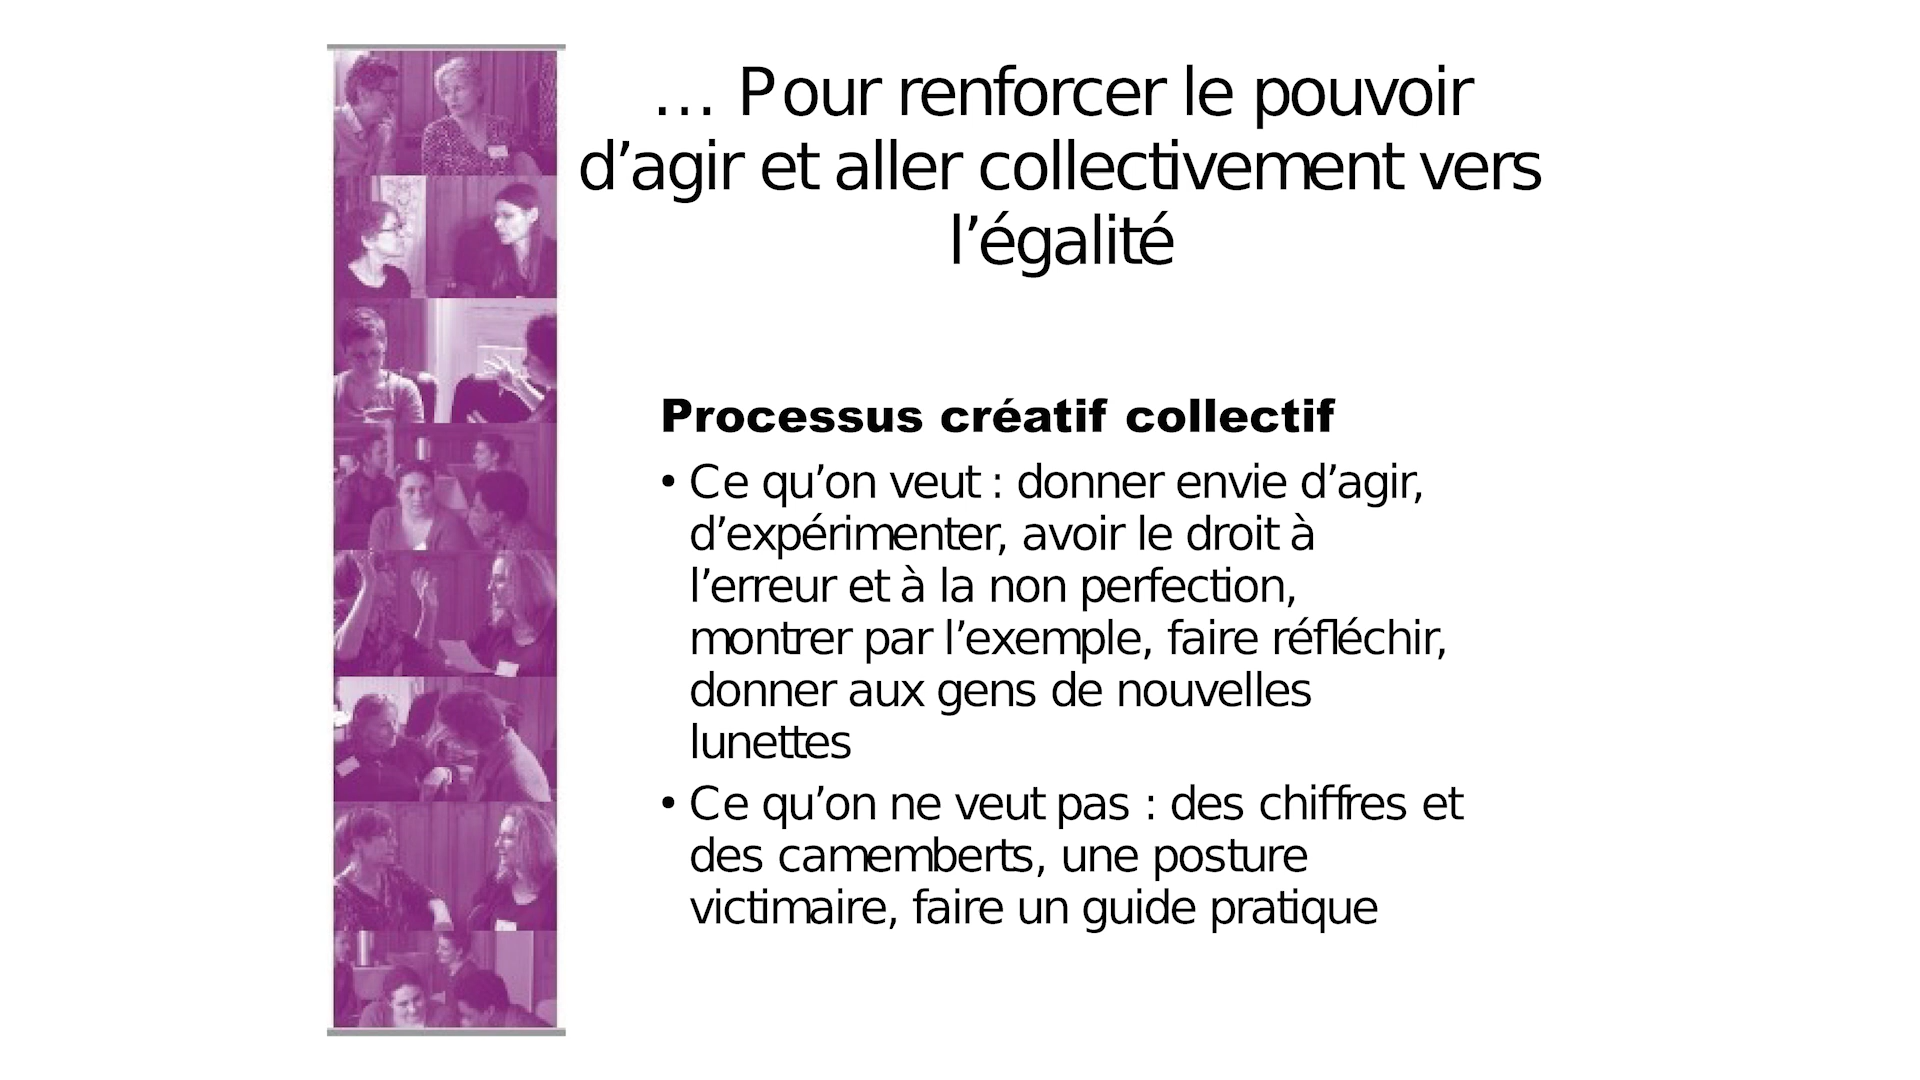 … Pour renforcer le pouvoir
d’agir et aller collectivement vers
l’égalité
Processus créatif collectif
• Ce qu’on veut : donner envie d’agir,
d’expérimenter, avoir le droit à
l’erreur et à la non perfection,
montrer par l’exemple, faire réfléchir,
donner aux gens de nouvelles
lunettes
• Ce qu’on ne veut pas : des chiffres et
des camemberts, une posture
victimaire, faire un guide pratique